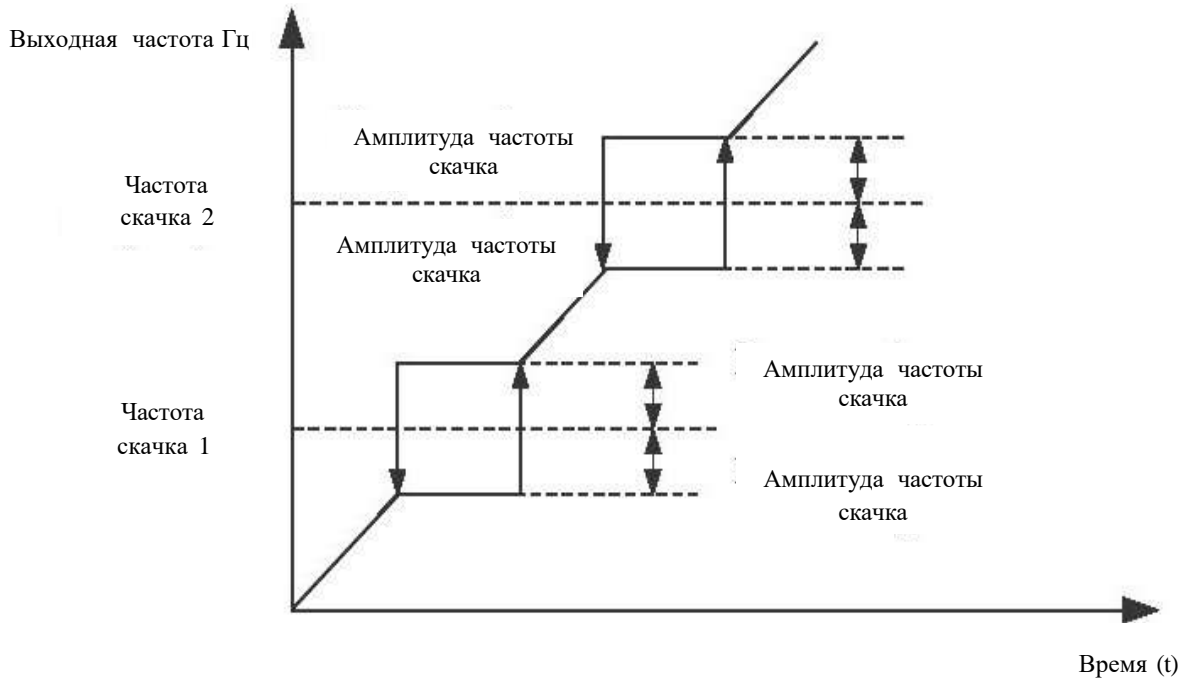 Выходная частота Гц
Амплитуда частоты
скачка
Частота
скачка 2
Амплитуда частоты
скачка
Амплитуда частоты
скачка
Частота
скачка 1
Амплитуда частоты
скачка
Время (t)